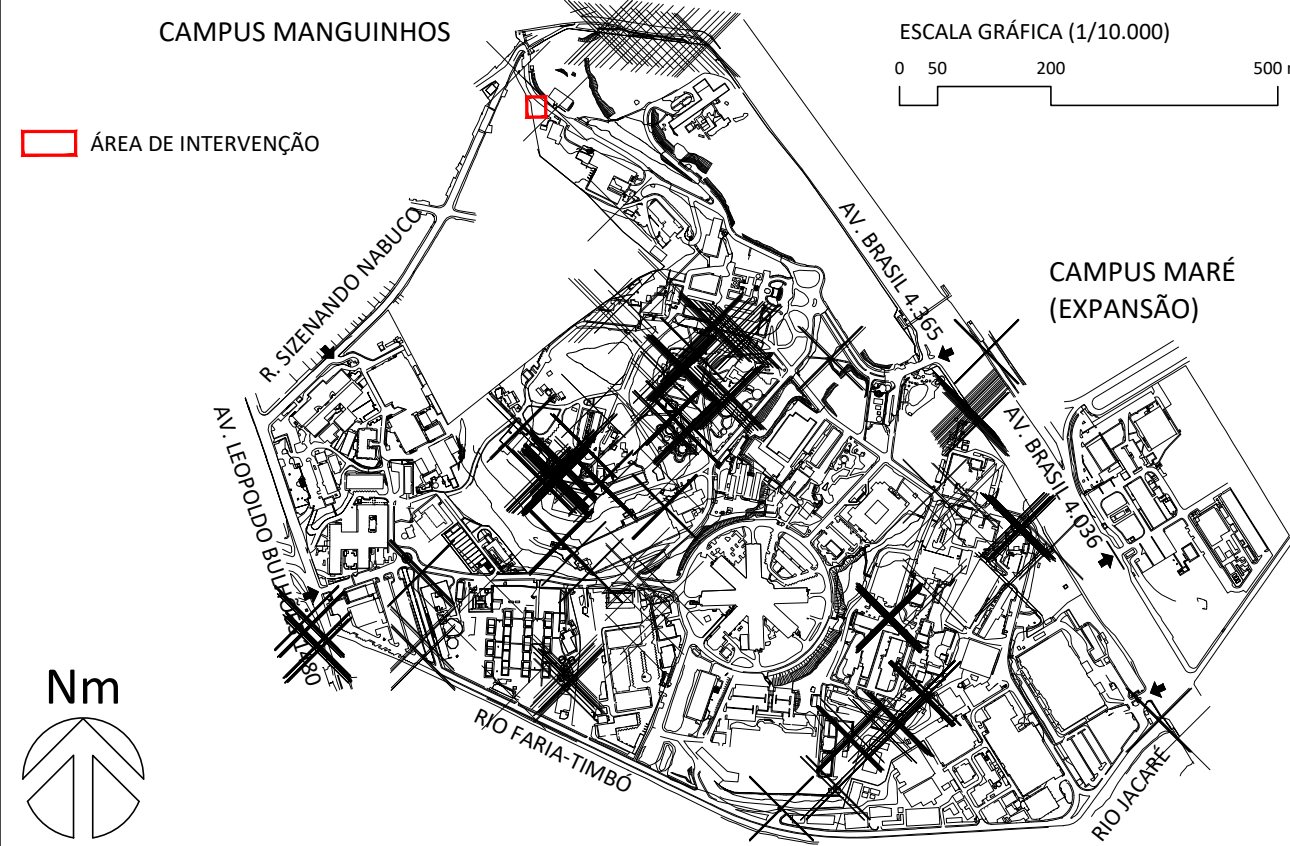 CAMPUS MANGUINHOS
ESCALA GRÁFICA (1/10.000)
0 50 200 500
ÁREA DE INTERVENÇÃO
R. SIZENANDO NABUCO
AV. BRASIL 4.365
CAMPUS MARÉ
(EXPANSÃO)
AV. LEOPOLDO BULHÕES
AV. BRASIL 4.036
Nm
RIO FARIA-TIMBÓ
RIO JACARÉ